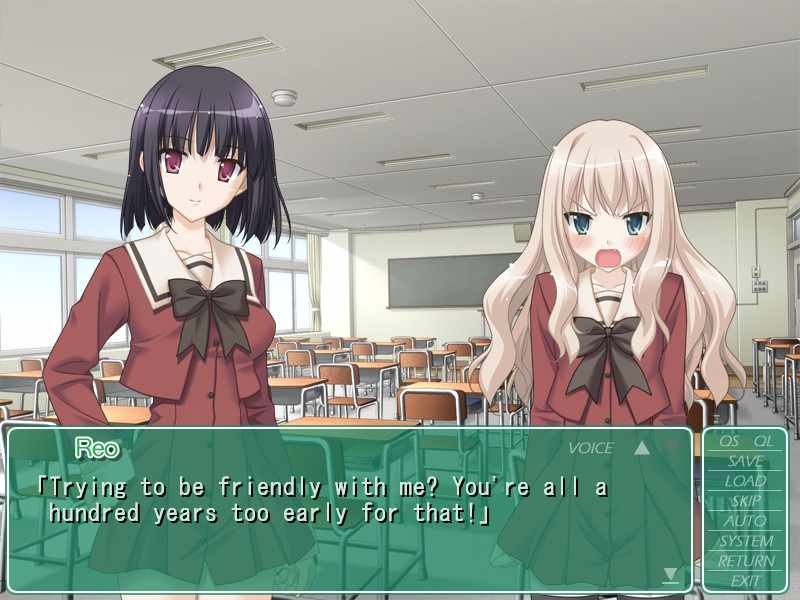 Reo
VOICE
「Trying to be friendly with me? You're all a
hundred years too early for that!」
QS QL
SAVE
LOAD
SKIP
AUTO
SYSTEM
RETURN
EXIT